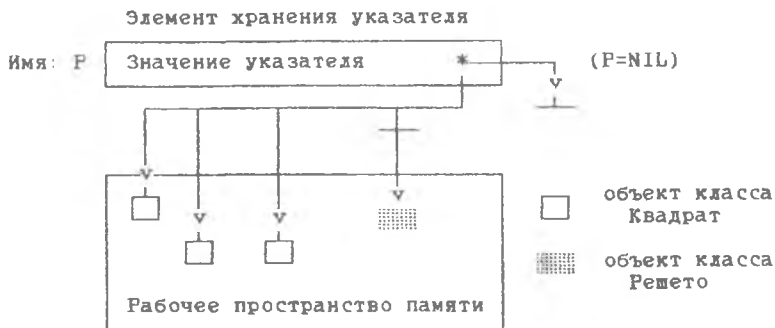 Элемент хранения указателя
Имя: P Значение указателя * (P=NIL)
объект класса
Квадрат
объект класса
Решето
Рабочее пространство памяти